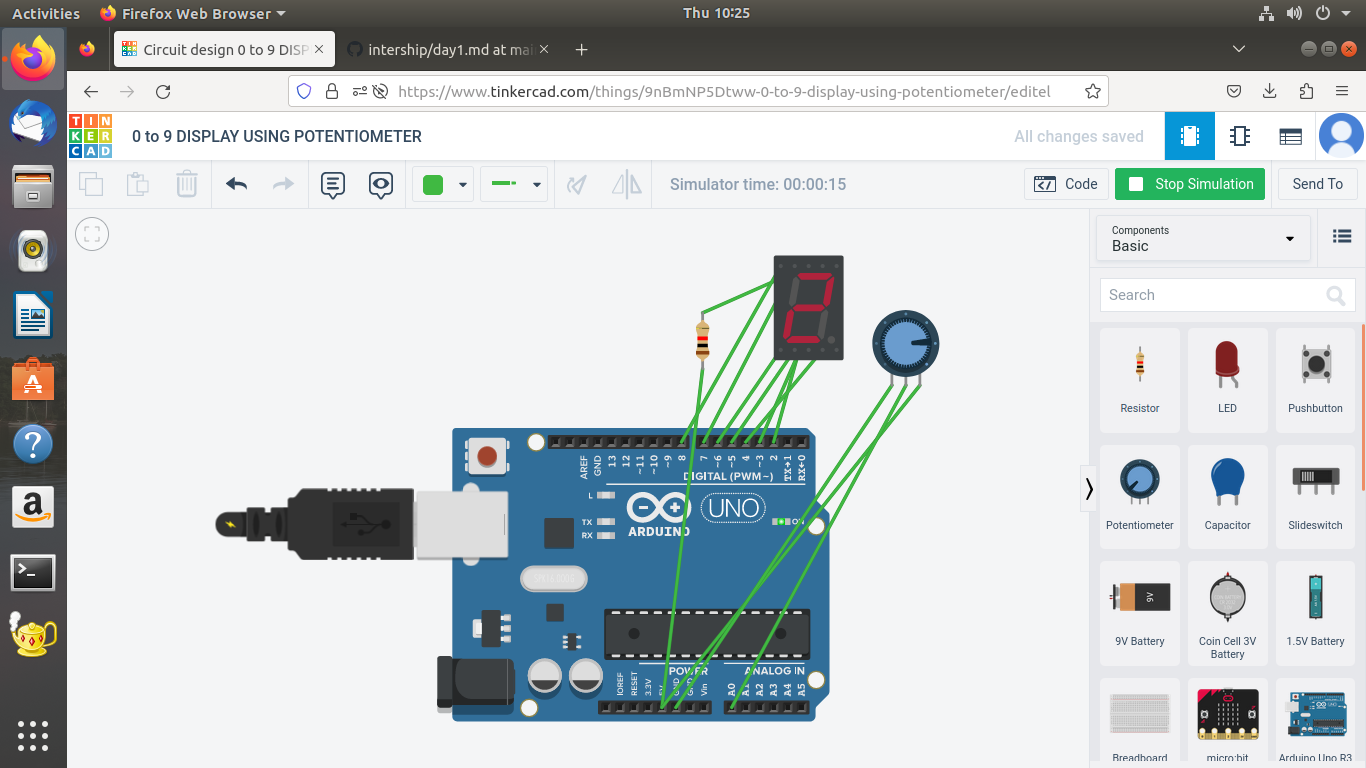 Activities
Firefox Web Browser
Thu 10:25
Circuit design 0 to 9 DISP
intership/day1.md at mai
https://www.tinkercad.com/things/9nBmNP5Dtww-0-to-9-display-using-potentiometer/editel
TIN
KER
CAD
0 to 9 DISPLAY USING POTENTIOMETER
All changes saved
Simulator time: 00:00:15
Code
Stop Simulation
Send To
Components
Basic
Search
Resistor
LED
Pushbutton
Potentiometer
Capacitor
Slideswitch
9V
9V Battery
Coin Cell 3V
Battery
1.5V Battery
Breadboard
micro:bit
Arduino Uno R3
2
AREF
GND
13
12
~11
~10
~9
8
7
~6
~5
4
~3
2
TX→1
RX←0
DIGITAL (PWM~)
L
TX
RX
ARDUINO
UNO
ON
POWER
ANALOG IN
IOREF
RESET
3.3V
5V
GND
GND
Vin
A0
A1
A2
A3
A4
A5